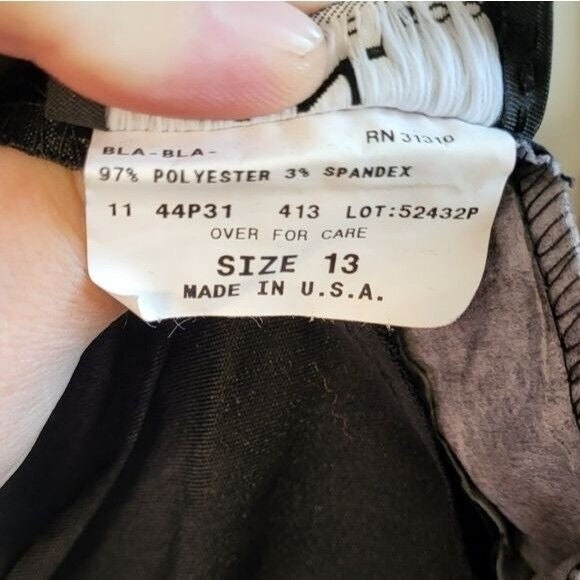 BLA-BLA- RN 31310
97% POLYESTER 3% SPANDEX
11 44P31 413 LOT:52432P
OVER FOR CARE
SIZE 13
MADE IN U.S.A.